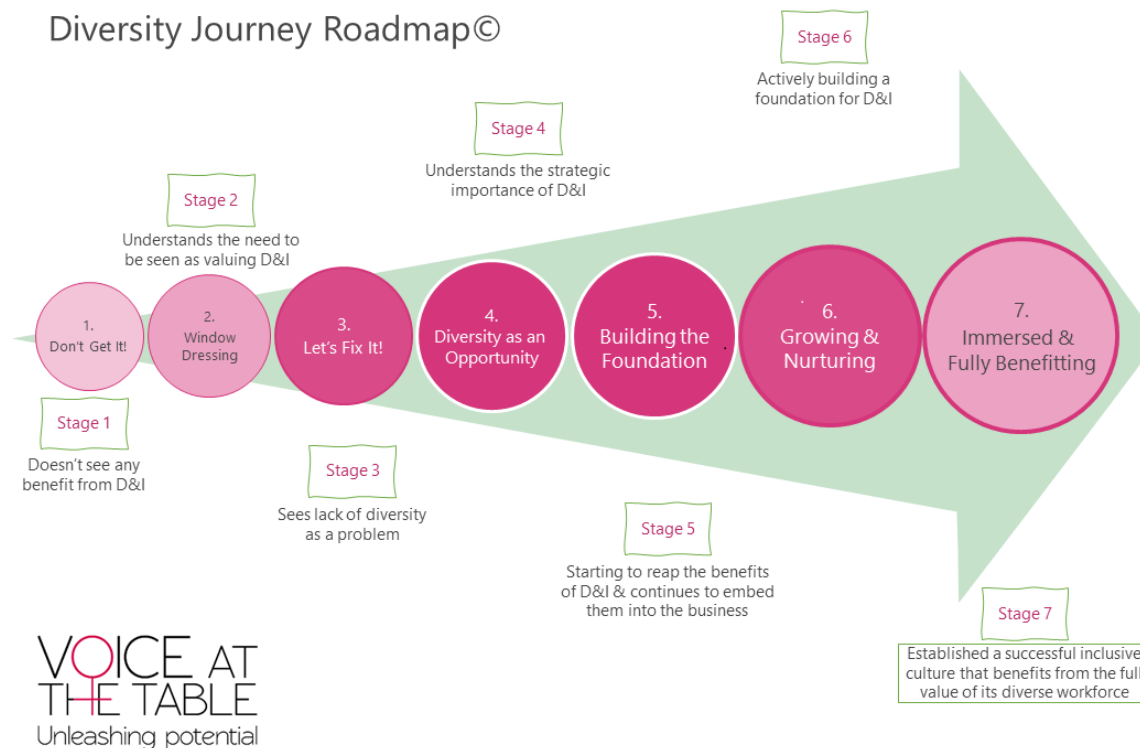 Diversity Journey Roadmap©
Stage 6
Actively building a
foundation for D&I
Stage 4
Understands the strategic
importance of D&I
Stage 2
Understands the need to
be seen as valuing D&I
1.
Don't Get It!
2.
Window
Dressing
3.
Let's Fix It!
4.
Diversity as an
Opportunity
5.
Building the
Foundation
6.
Growing &
Nurturing
7.
Immersed &
Fully Benefitting
Stage 1
Doesn't see any
benefit from D&I
Stage 3
Sees lack of diversity
as a problem
Stage 5
Starting to reap the benefits
of D&I & continues to embed
them into the business
Stage 7
Established a successful inclusive
culture that benefits from the full
value of its diverse workforce
VOICE AT
THE TABLE
Unleashing potential